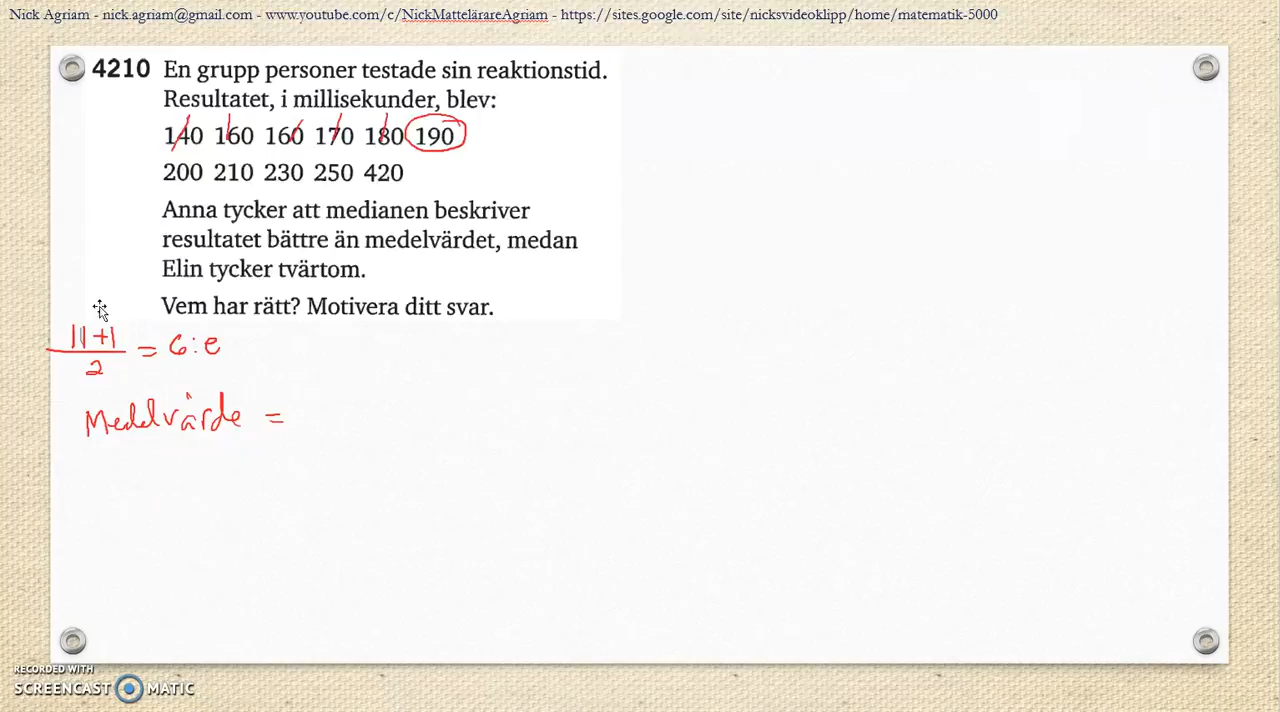 Nick Agriam - nick.agriam@gmail.com - www.youtube.com/c/NickMattelärareAgriam - https://sites.google.com/site/nicksvideoklipp/home/matematik-5000
4210 En grupp personer testade sin reaktionstid.
Resultatet, i millisekunder, blev:
140 160 160 170 180 190
200 210 230 250 420
Anna tycker att medianen beskriver
resultatet bättre än medelvärdet, medan
Elin tycker tvärtom.
Vem har rätt? Motivera ditt svar.
11+1
2
= 6:e
Medelvärde =
RECORDED WITH
SCREENCAST MATIC